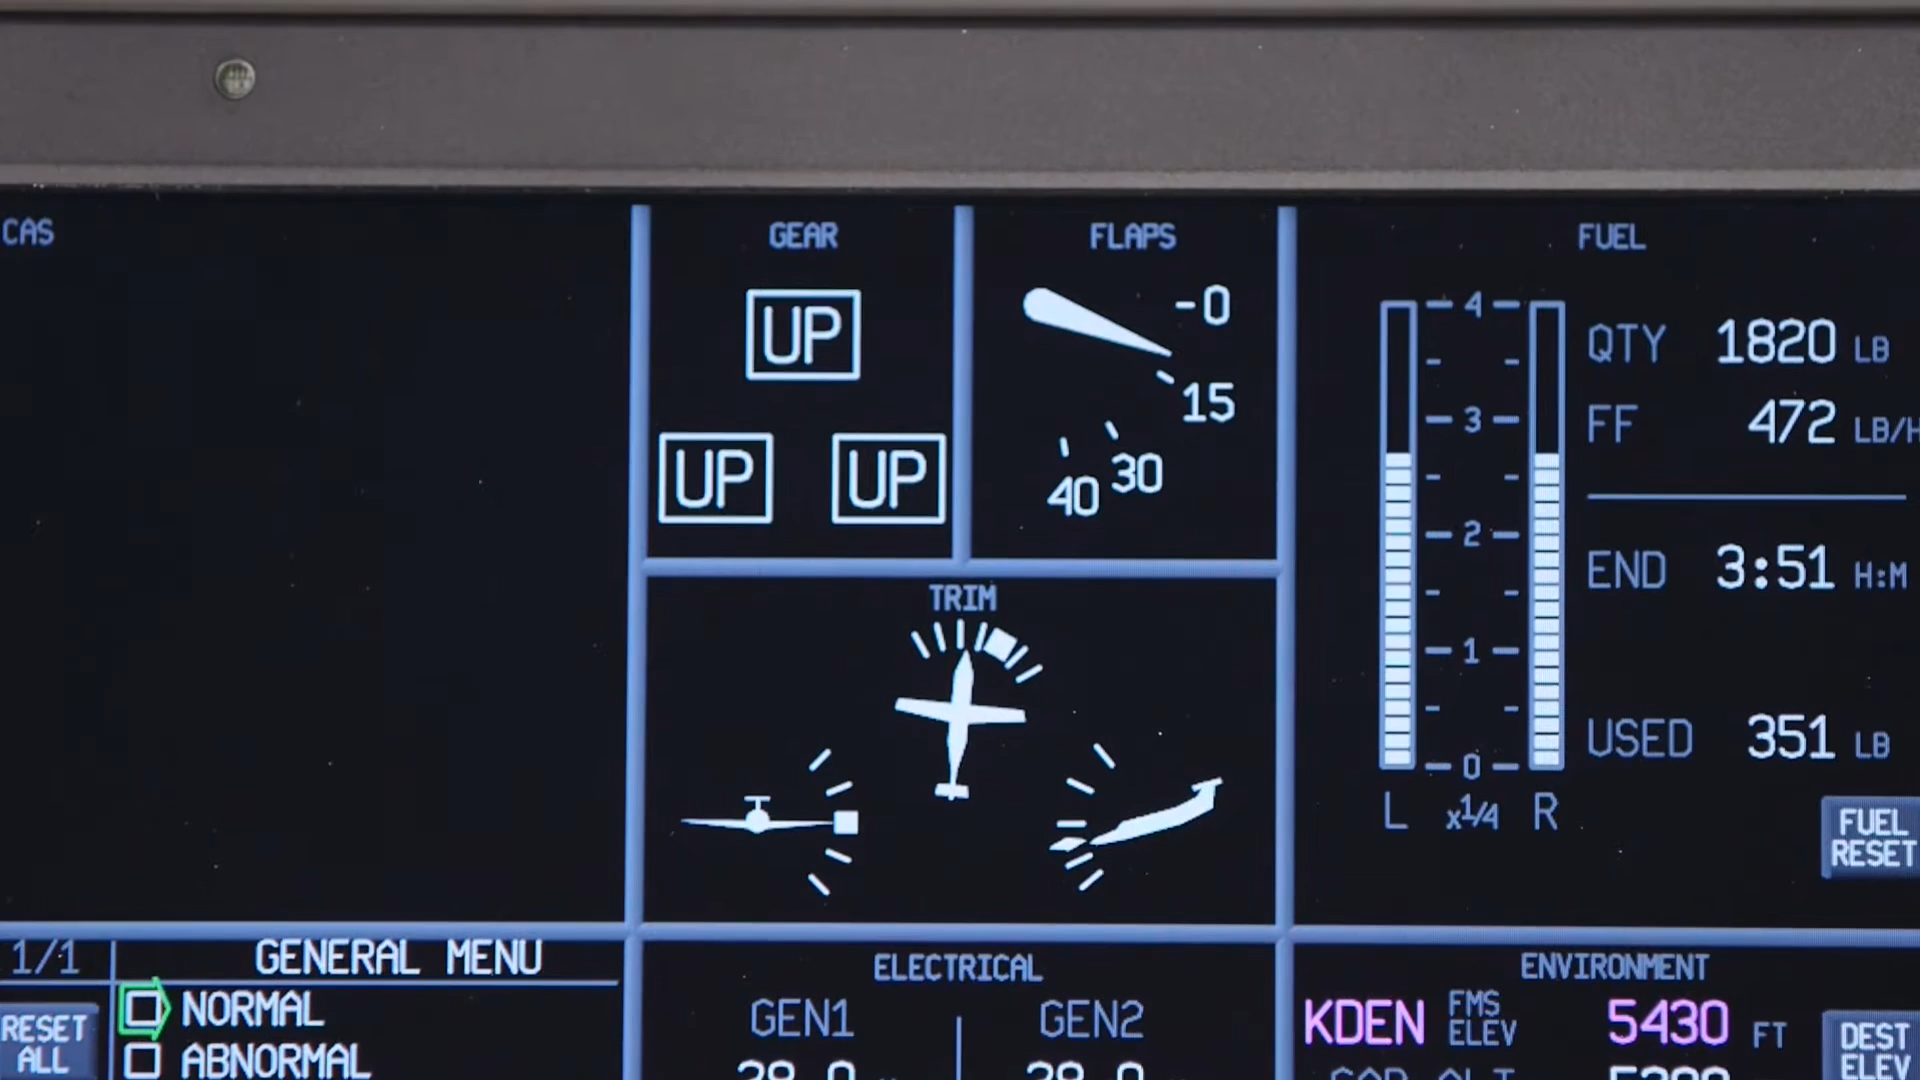 CAS
GEAR
UP
UP UP
FLAPS
-0
15
30
40
TRIM
FUEL
4
3
2
1
0
L x1/4 R
QTY 1820 LB
FF 472 LB/H
END 3:51 H:M
USED 351 LB
FUEL
RESET
1/1 GENERAL MENU
RESET
ALL
NORMAL
ABNORMAL
ELECTRICAL
GEN1 GEN2
ENVIRONMENT
KDEN FMS ELEV 5430 FT
DEST
ELEV